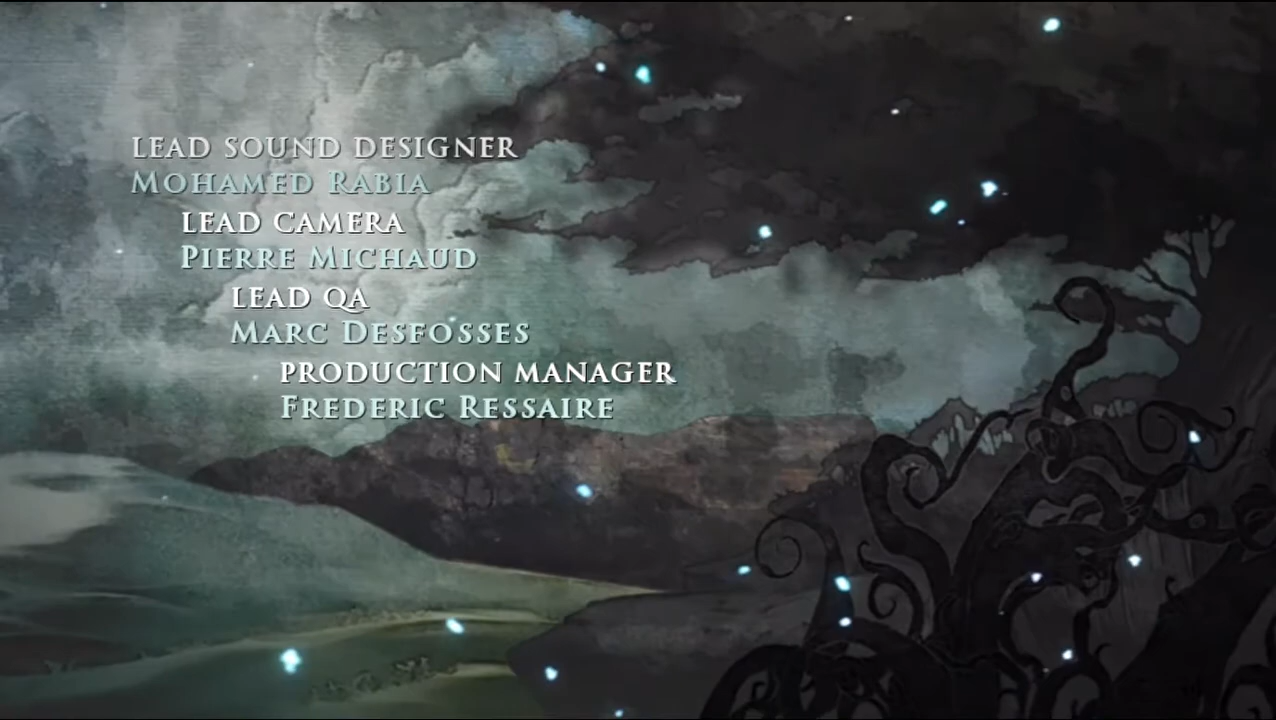 LEAD SOUND DESIGNER
MOHAMED RABIA
LEAD CAMERA
PIERRE MICHAUD
LEAD QA
MARC DESFOSSES
PRODUCTION MANAGER
FREDERIC RESSAIRE